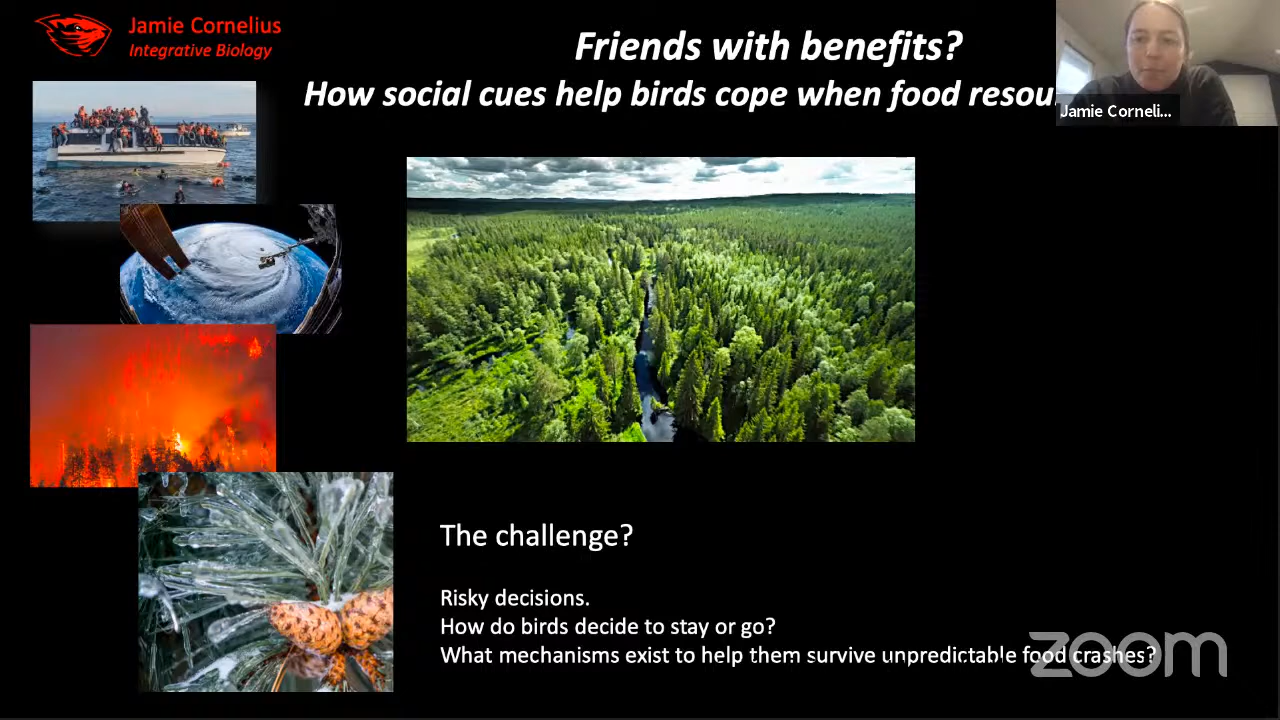 Jamie Cornelius
Integrative Biology
Friends with benefits?
How social cues help birds cope when food
Jamie Corneli...
The challenge?
Risky decisions.
How do birds decide to stay or go?
What mechanisms exist to help them survive unpredictable food crashes?
zoom